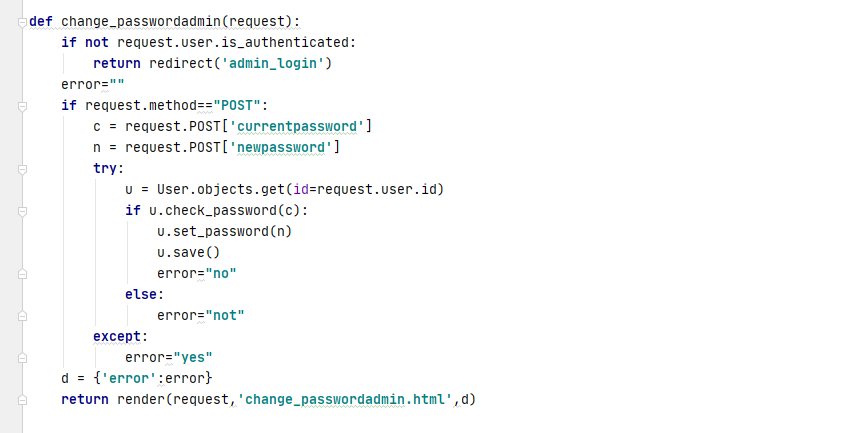 def change_passwordadmin(request):
    if not request.user.is_authenticated:
        return redirect('admin_login')
    error=""
    if request.method=="POST":
        c = request.POST['currentpassword']
        n = request.POST['newpassword']
        try:
            u = User.objects.get(id=request.user.id)
            if u.check_password(c):
                u.set_password(n)
                u.save()
                error="no"
            else:
                error="not"
        except:
            error="yes"
    d = {'error':error}
    return render(request,'change_passwordadmin.html',d)